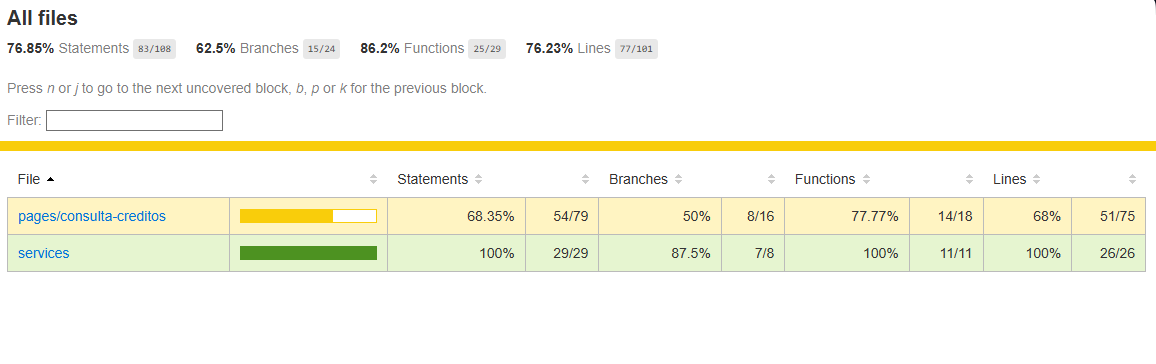 All files
76.85% Statements 83/108 62.5% Branches 15/24 86.2% Functions 25/29 76.23% Lines 77/101
Press n or j to go to the next uncovered block, b, p or k for the previous block.
Filter:
File Statements Branches Functions Lines
pages/consulta-creditos 68.35% 54/79 50% 8/16 77.77% 14/18 68% 51/75
services 100% 29/29 87.5% 7/8 100% 11/11 100% 26/26